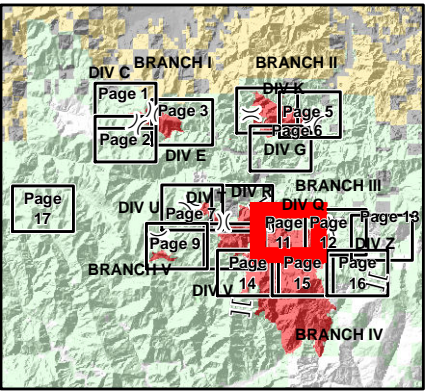 BRANCH I
BRANCH II
DIV C
Page 1
Page 3
DIV K
Page 5
Page 2
Page 6
DIV E
DIV G
Page
17
BRANCH III
DIV R
DIV U
Page 7
DIV Q
Page
11
Page
12
Page 13
Page 9
DIV Z
BRANCH V
Page
14
Page
15
Page
16
DIV V
BRANCH IV